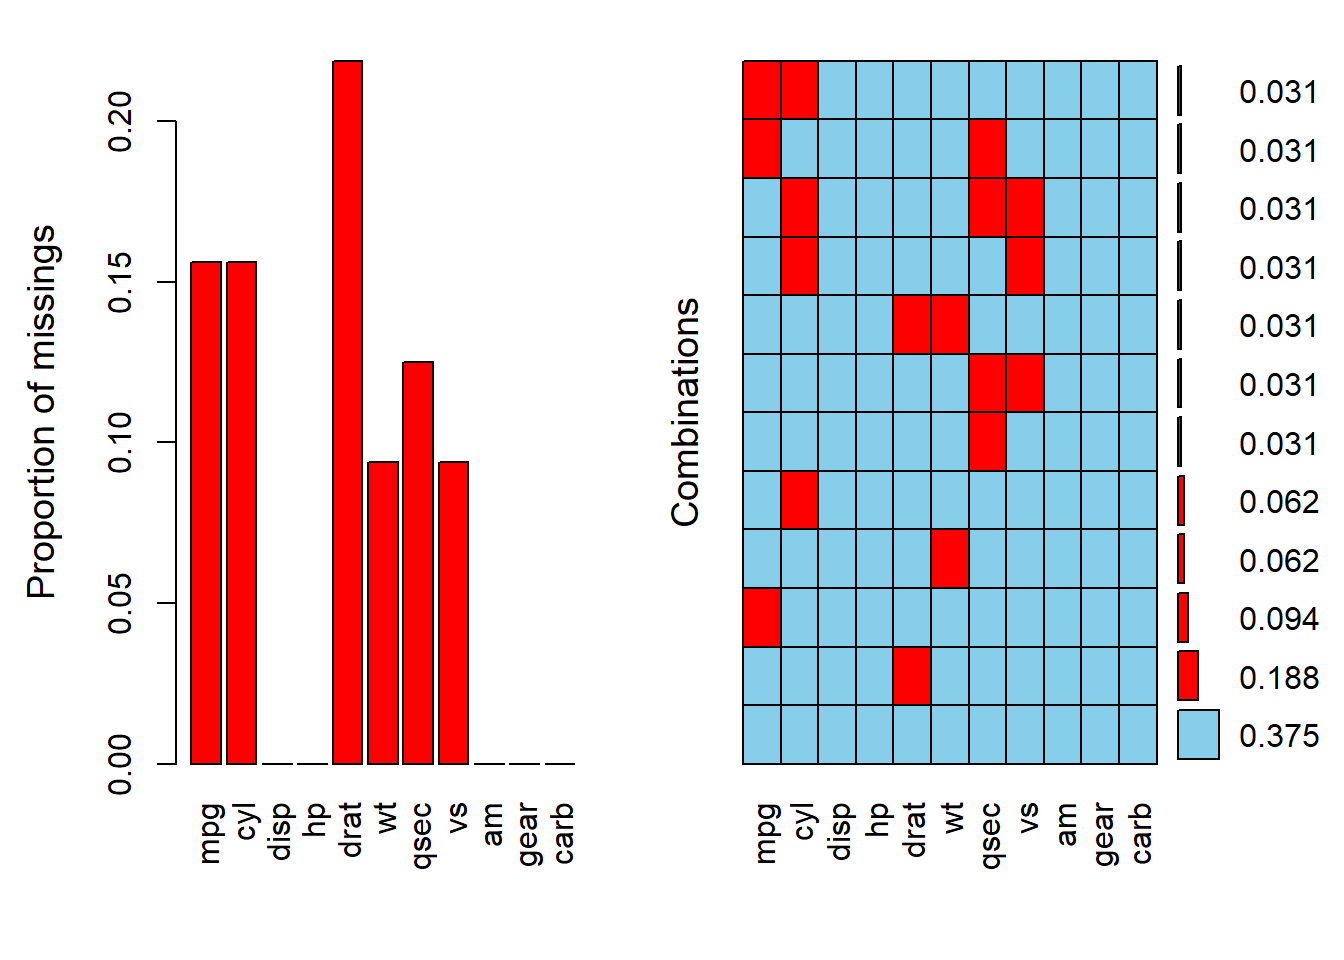 Proportion of missings
0.20
0.15
0.10
0.05
0.00
mpg
cyl
disp
hp
drat
wt
qsec
vs
am
gear
carb
Combinations
0.031
0.031
0.031
0.031
0.031
0.031
0.031
0.062
0.062
0.094
0.188
0.375
mpg
cyl
disp
hp
drat
wt
qsec
vs
am
gear
carb